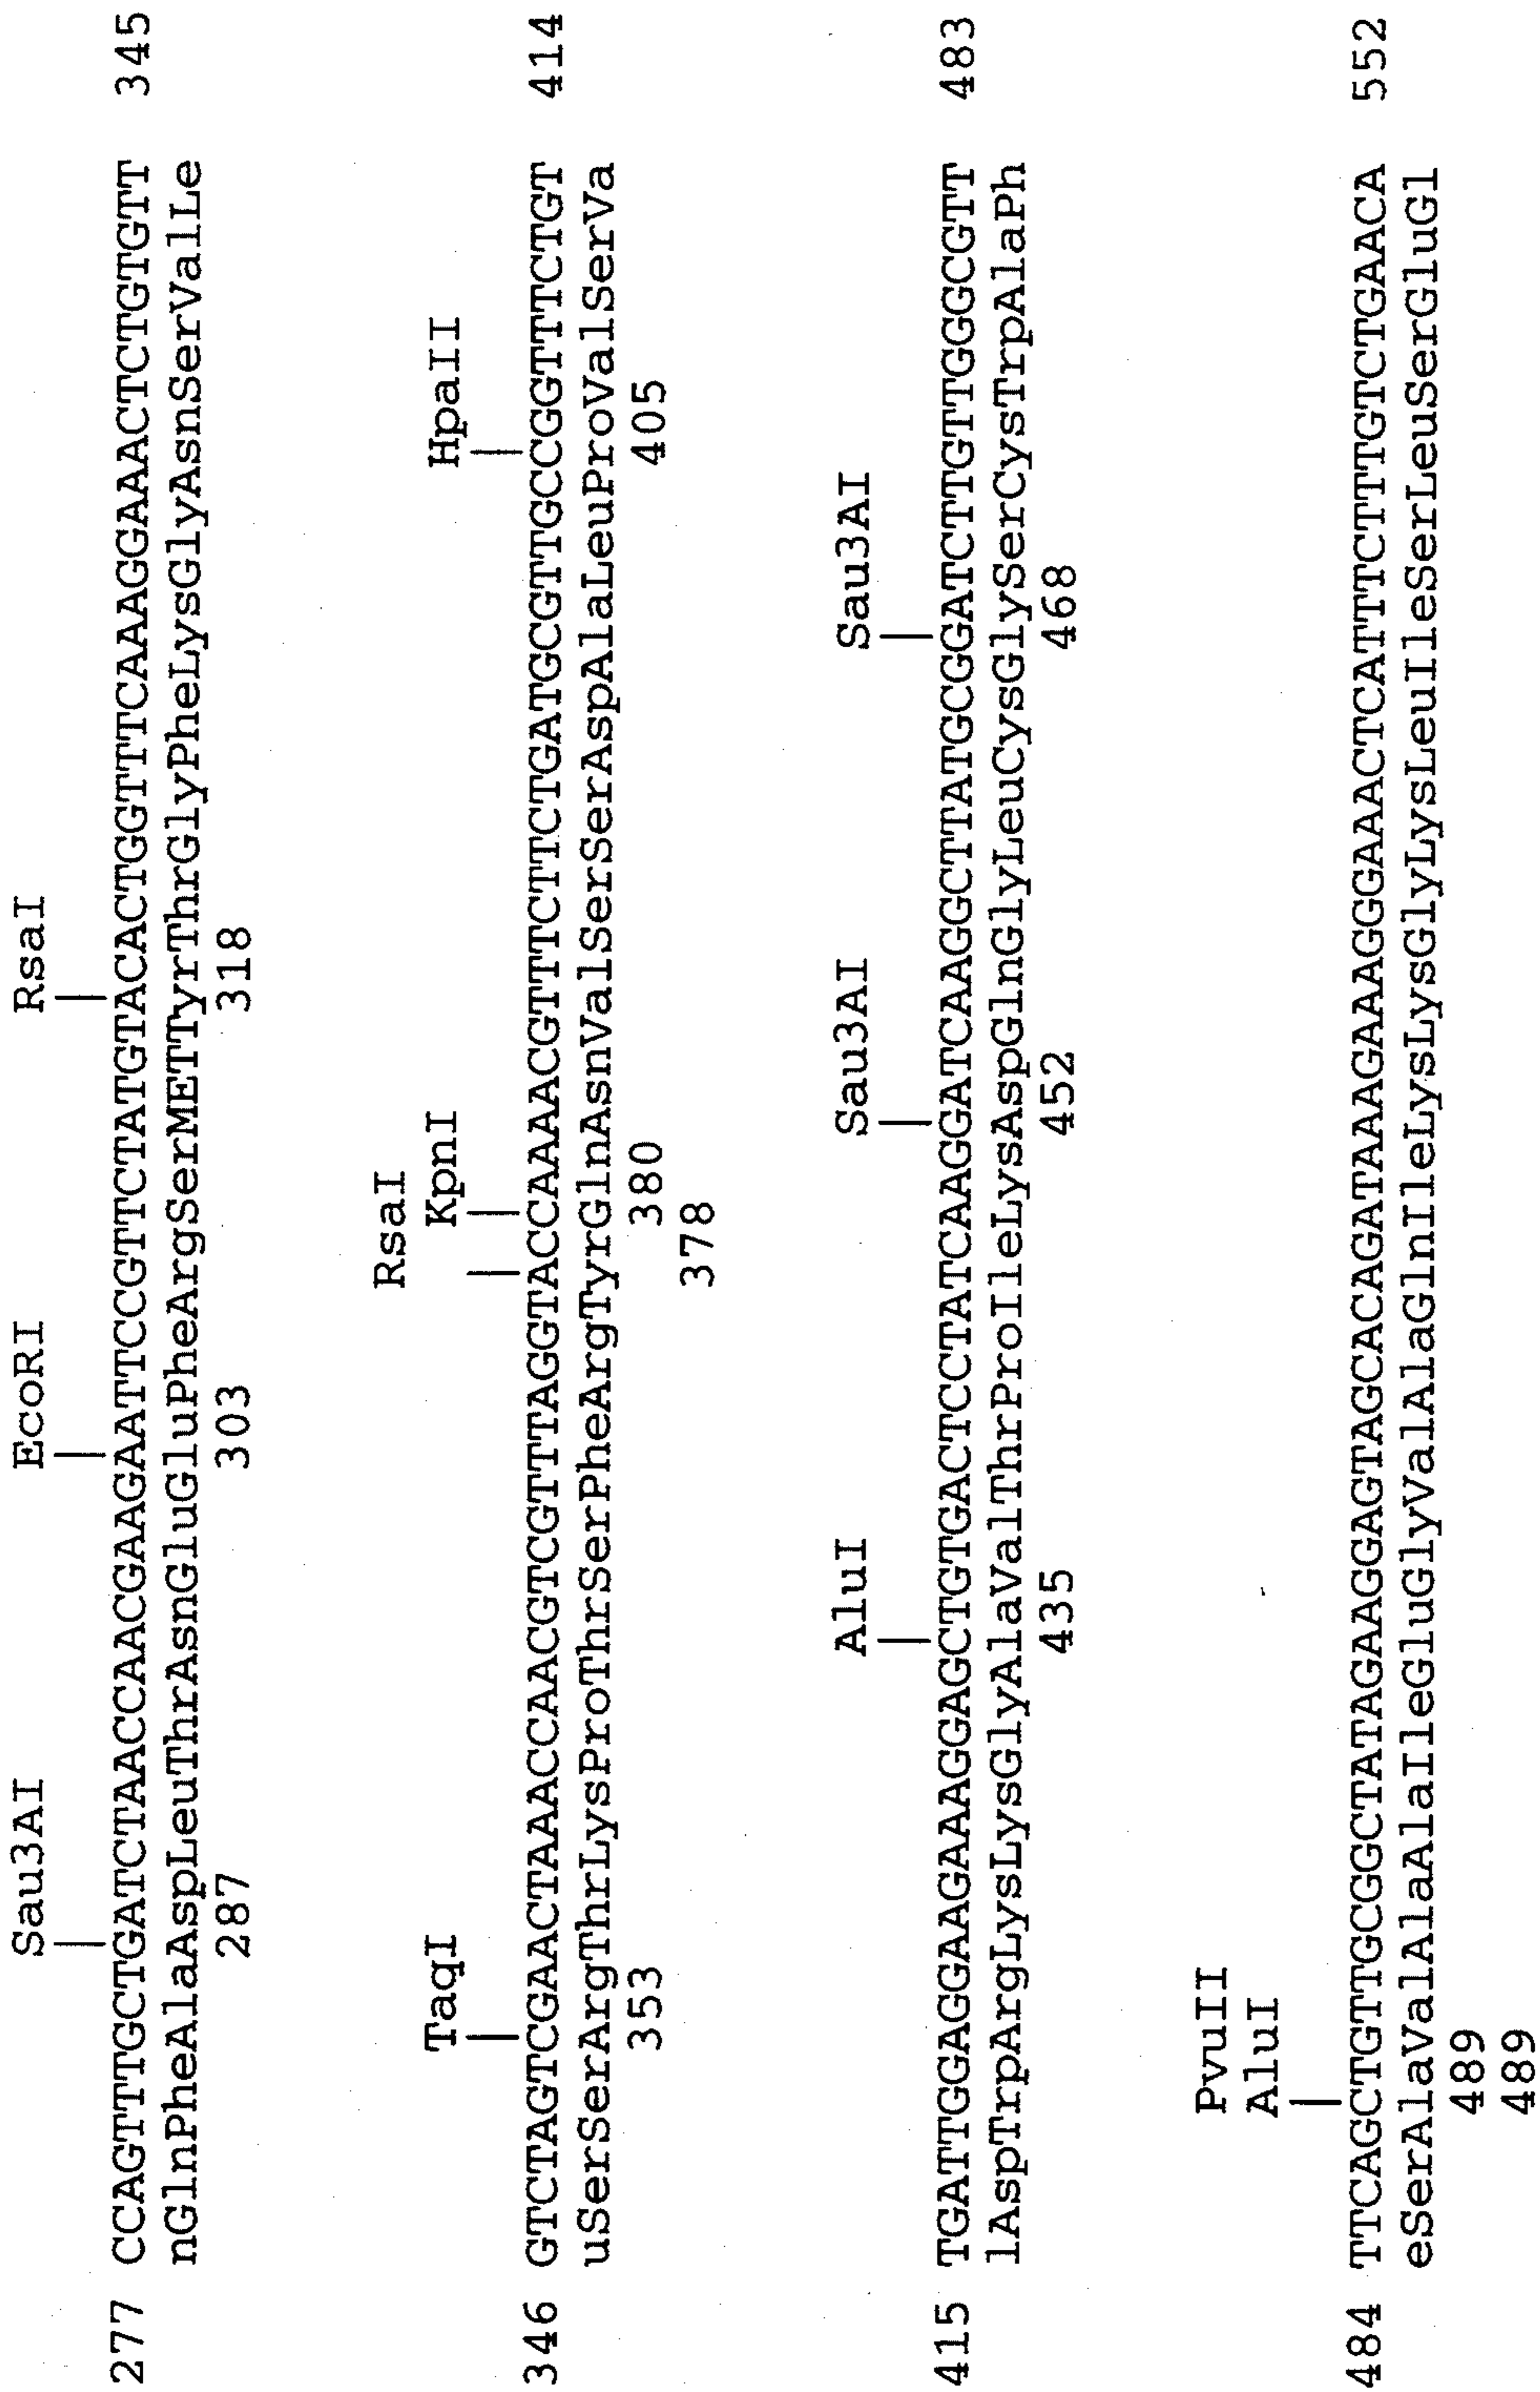 Sau3AI EcoRI RsaI
277 CCAGTTGCTGATCTAACCAACGAAGAATTCCGTTCTATGTACACTGGTTTCAAAGGAAACTCTGTGTT 345
nGlnPheAlaAspLeuThrAsnGluGluPheArgSerMETTyrThrGlyPheLysGlyAsnSerValLe
287 303 318
RsaI
TaqI KpnI HpaII
346 GTCTAGTCGAACTAAACCAACGTCGTTTAGGTACCAAAACGTTTCTTCTGATGCGTTGCCGGTTTCTGT 414
uSerSerArgThrLysProThrSerPheArgTyrGlnAsnValSerSerAspAlaLeuProValSerVa
353 380 405
378
AluI Sau3AI Sau3AI
415 TGATTGGAGGAAGAAAGGAGCTGTGACTCCTATCAAGGATCAAGGCTTATGCGGATCTTGTTGGGCGTT 483
lAspTrpArgLysLysGlyAlaValThrProIleLysAspGlnGlyLeuCysGlySerCysTrpAlaPh
435 452 468
PvuII
AluI
484 TTCAGCTGTTGCGGCTATAGAAGGAGTAGCACAGATAAAGAAAGGGAAACTCATTTCTTTGTCTGAACA 552
eSerAlaValAlaAlaIleGluGlyValAlaGlnIleLysLysGlyLysLeuIleSerLeuSerGluGl
489
489